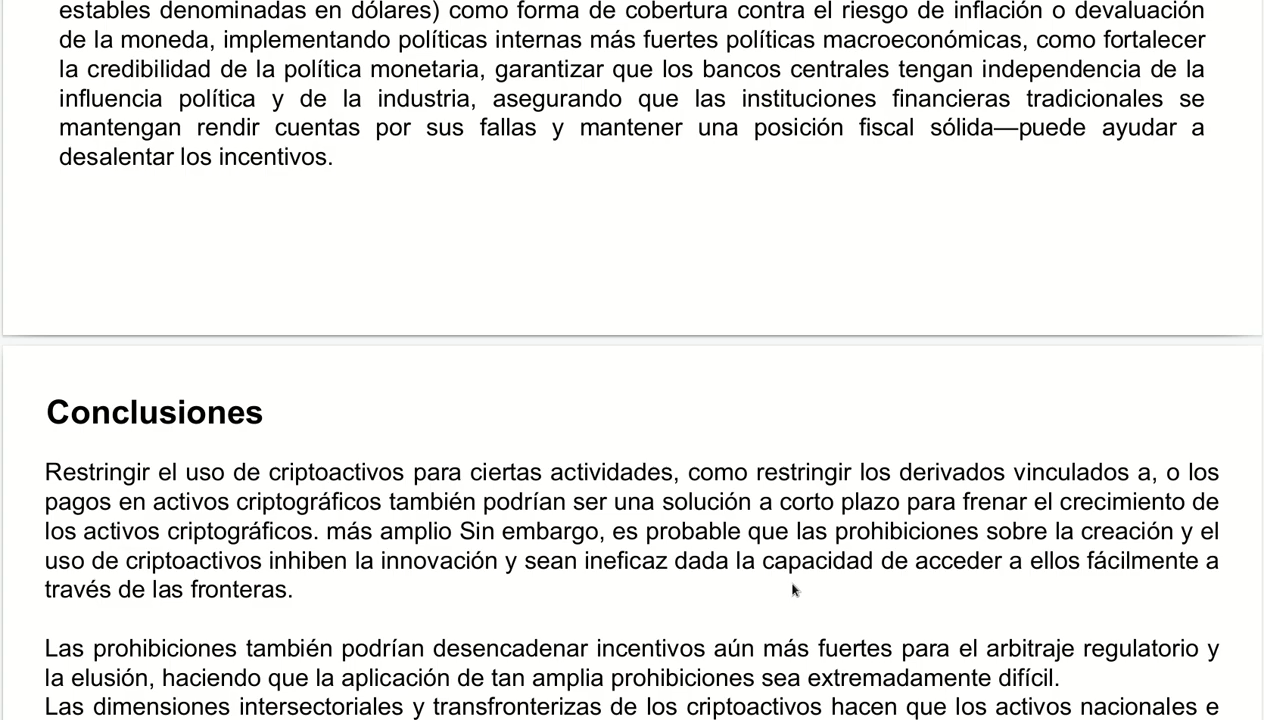 estables denominadas en dólares) como forma de cobertura contra el riesgo de inflación o devaluación
de la moneda, implementando políticas internas más fuertes políticas macroeconómicas, como fortalecer
la credibilidad de la política monetaria, garantizar que los bancos centrales tengan independencia de la
influencia política y de la industria, asegurando que las instituciones financieras tradicionales se
mantengan rendir cuentas por sus fallas y mantener una posición fiscal sólida—puede ayudar a
desalentar los incentivos.
Conclusiones
Restringir el uso de criptoactivos para ciertas actividades, como restringir los derivados vinculados a, o los
pagos en activos criptográficos también podrían ser una solución a corto plazo para frenar el crecimiento de
los activos criptográficos. más amplio Sin embargo, es probable que las prohibiciones sobre la creación y el
uso de criptoactivos inhiben la innovación y sean ineficaz dada la capacidad de acceder a ellos fácilmente a
través de las fronteras.
Las prohibiciones también podrían desencadenar incentivos aún más fuertes para el arbitraje regulatorio y
la elusión, haciendo que la aplicación de tan amplia prohibiciones sea extremadamente difícil.
Las dimensiones intersectoriales y transfronterizas de los criptoactivos hacen que los activos nacionales e